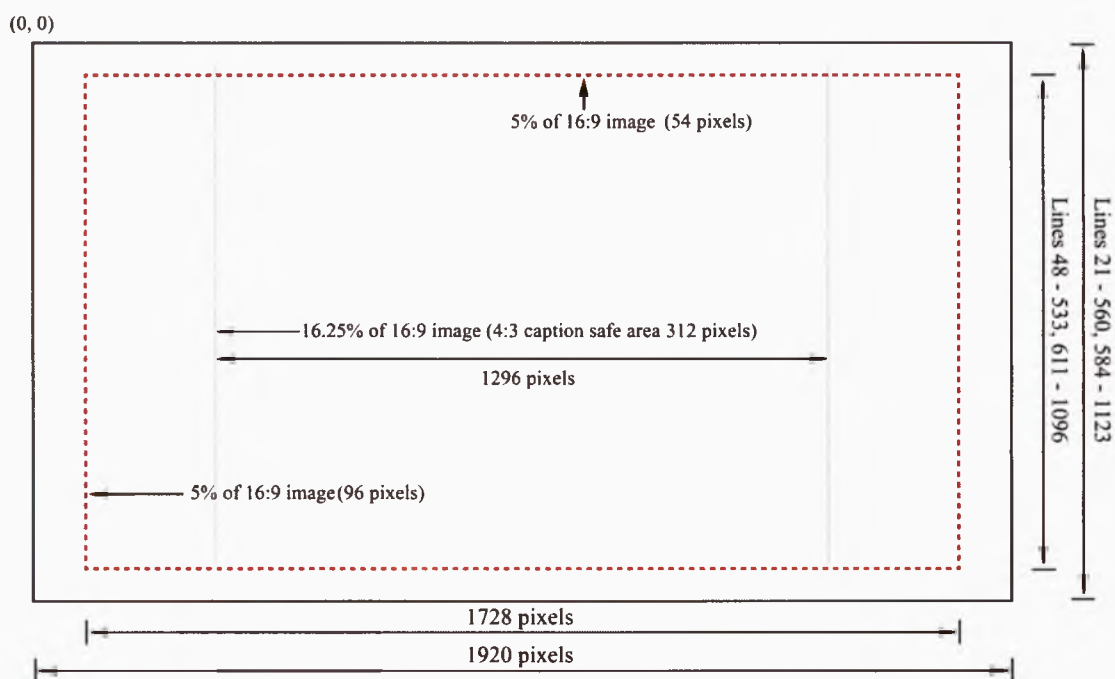 (0, 0)
5% of 16:9 image (54 pixels)
16.25% of 16:9 image (4:3 caption safe area 312 pixels)
1296 pixels
5% of 16:9 image(96 pixels)
Lines 48 - 533, 611 - 1096
Lines 21 - 560, 584 - 1123
1728 pixels
1920 pixels